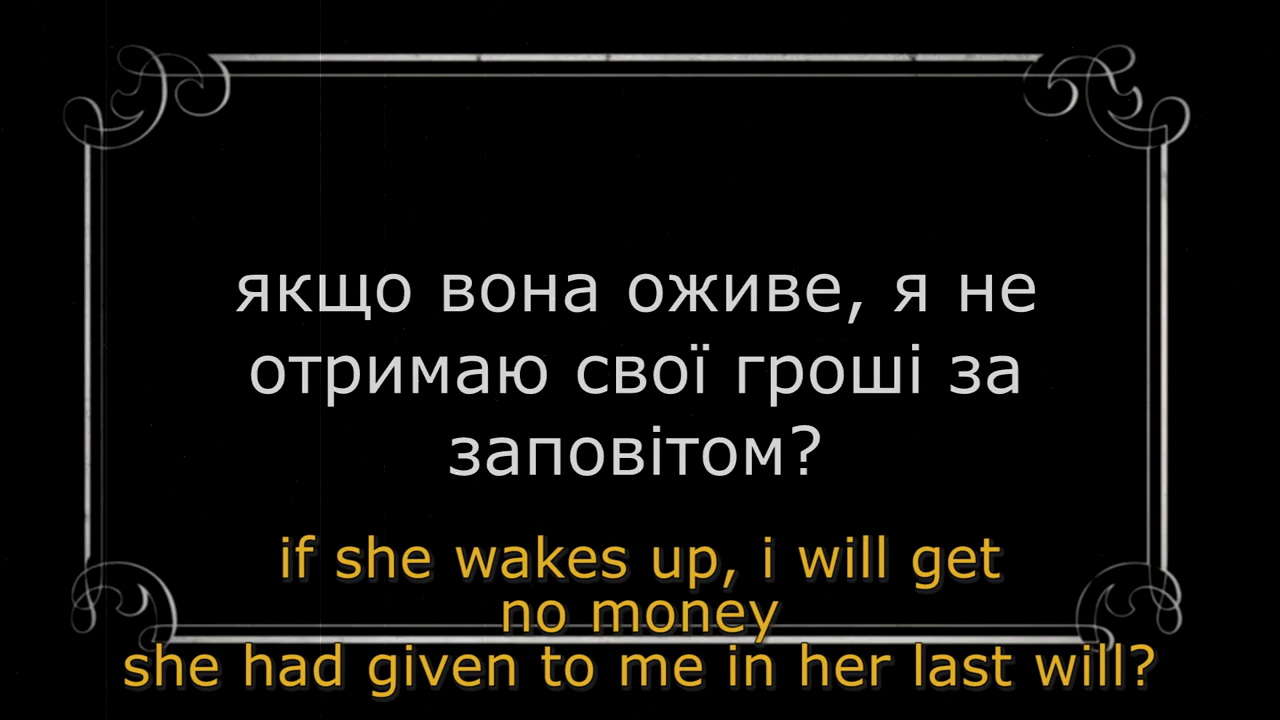 якщо вона оживе, я не
отримаю свої гроші за
заповітом?
if she wakes up, i will get
no money
she had given to me in her last will?